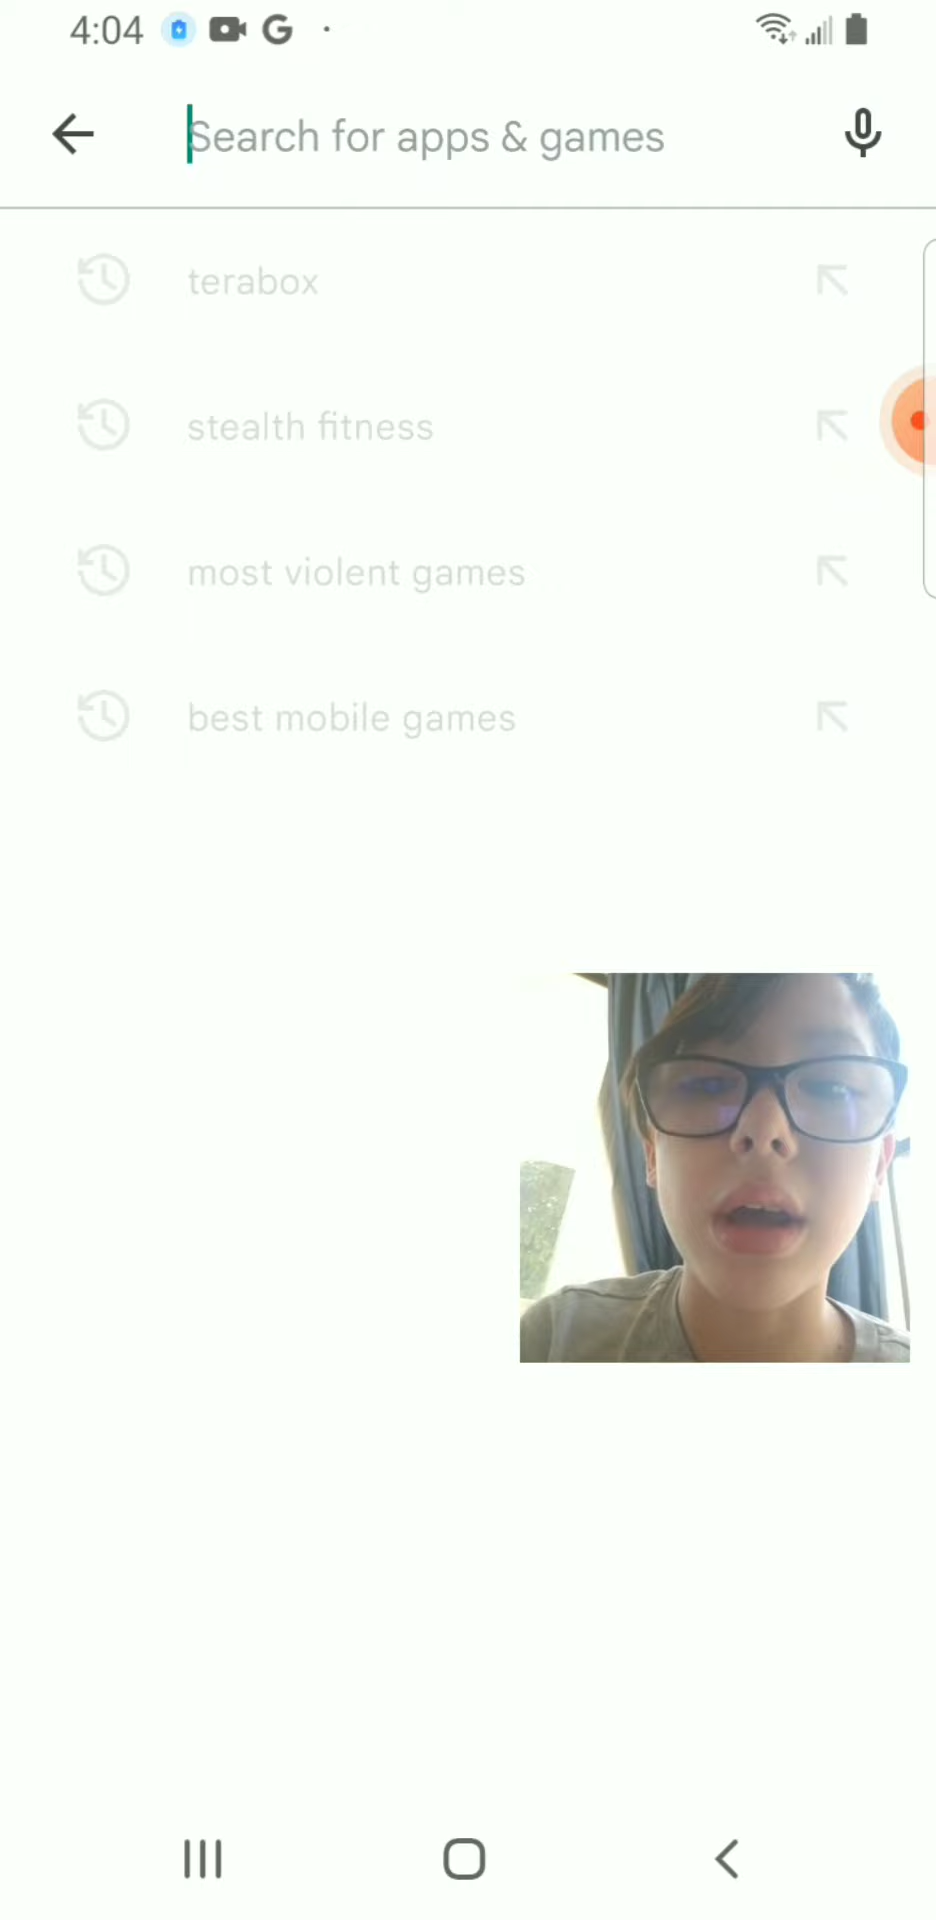 4:04 G
Search for apps & games
terabox
stealth fitness
most violent games
best mobile games